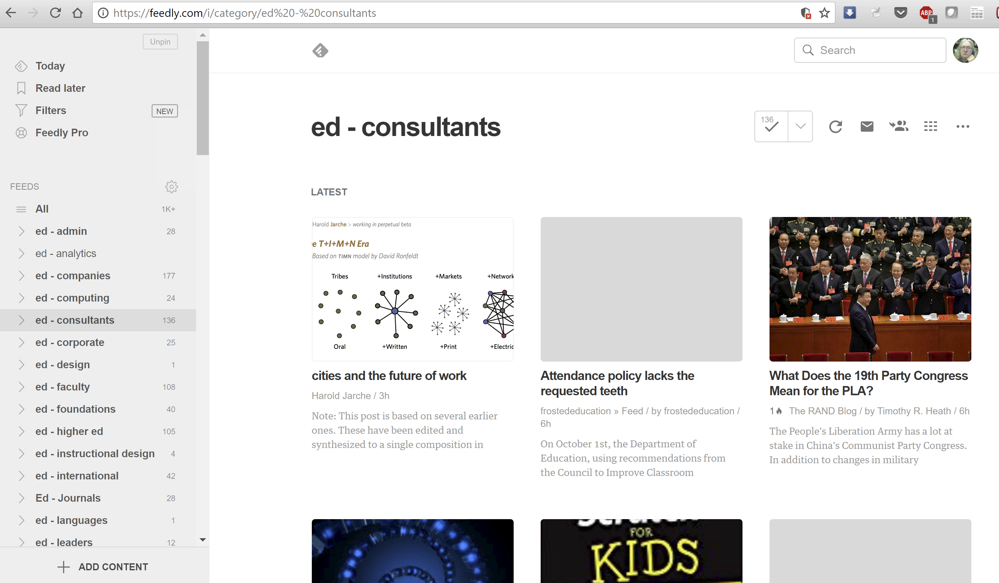 https://feedly.com/i/category/ed%20-%20consultants
ABP
1
Unpin
Today
Read later
Filters
NEW
Feedly Pro
FEEDS
All
1K+
ed - admin
28
ed - analytics
ed - companies
177
ed - computing
24
ed - consultants
136
ed - corporate
25
ed - design
1
ed - faculty
108
ed - foundations
40
ed - higher ed
105
ed - instructional design
4
ed - international
42
Ed - Journals
28
ed - languages
1
ed - leaders
12
ADD CONTENT
Search
ed - consultants
136
LATEST
Harold Jarche > working in perpetual beta
e T+I+M+N Era
Based on TIMN model by David Ronfeldt
Tribes +Institutions +Markets +Network
Oral +Written +Print +Electric
cities and the future of work
Harold Jarche / 3h
Note: This post is based on several earlier
ones. These have been edited and
synthesized to a single composition in
Attendance policy lacks the
requested teeth
frostededucation » Feed / by frostededucation /
6h
On October 1st, the Department of
Education, using recommendations from
the Council to Improve Classroom
What Does the 19th Party Congress
Mean for the PLA?
1 The RAND Blog / by Timothy R. Heath / 6h
The People's Liberation Army has a lot at
stake in China's Communist Party Congress.
In addition to changes in military
FOR
KIDS